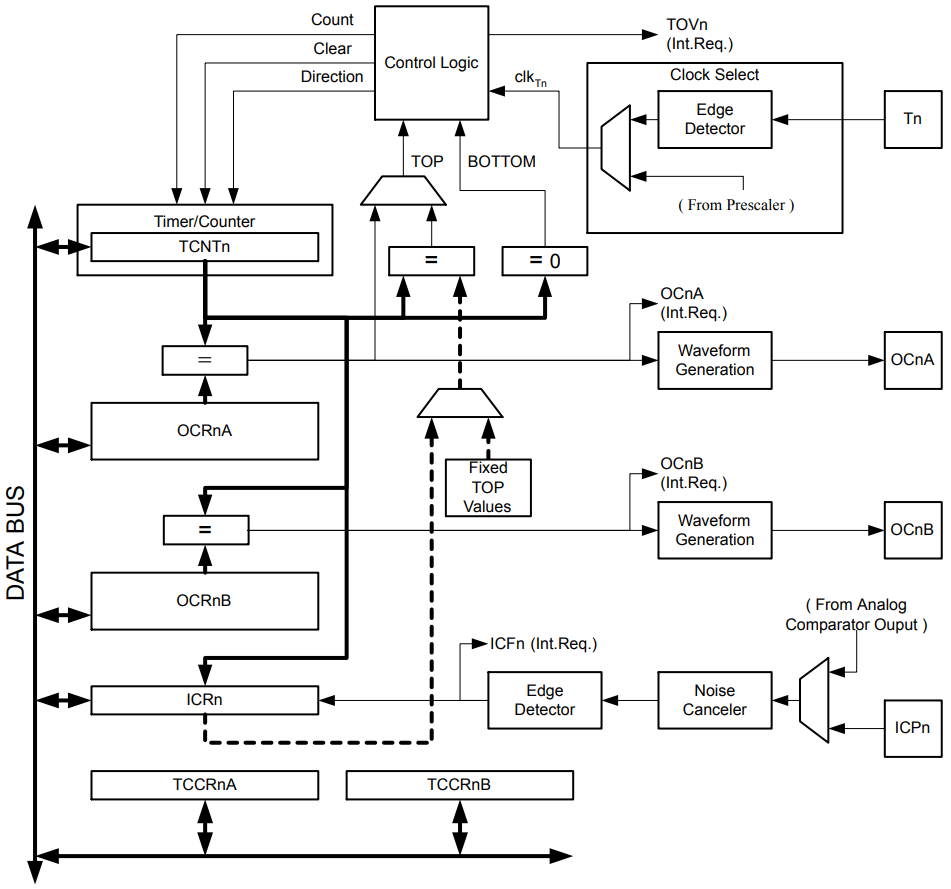 Count
Clear
Direction
Control Logic
TOVn
(Int.Req.)
clkTn
Clock Select
Edge
Detector
Tn
( From Prescaler )
TOP
BOTTOM
Timer/Counter
TCNTn
=
= 0
=
OCRnA
OCnA
(Int.Req.)
Waveform
Generation
OCnA
Fixed
TOP
Values
DATA BUS
=
OCRnB
OCnB
(Int.Req.)
Waveform
Generation
OCnB
( From Analog
Comparator Ouput )
ICFn (Int.Req.)
ICRn
Edge
Detector
Noise
Canceler
ICPn
TCCRnA
TCCRnB